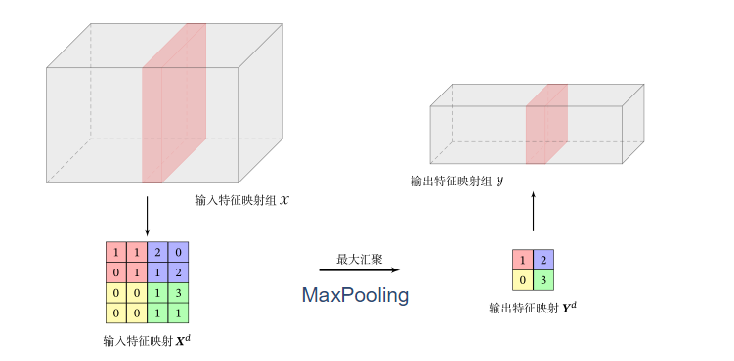 输入特征映射组 𝒳
输出特征映射组 𝒴
1 1 2 0
0 1 1 2
0 0 1 3
0 0 1 1
最大汇聚
MaxPooling
1 2
0 3
输入特征映射 Xᵈ
输出特征映射 Yᵈ